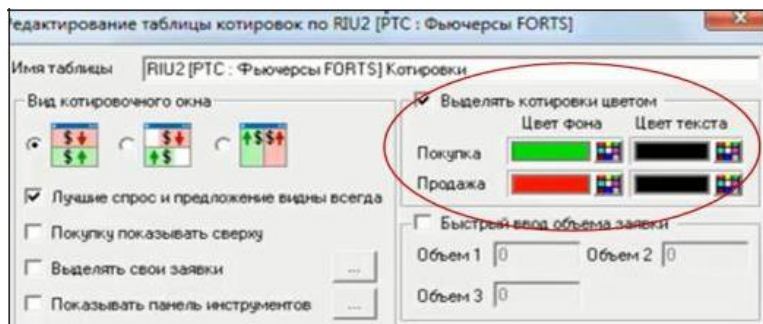 Редактирование таблицы котировок по RIU2 [РТС : Фьючерсы FORTS]
Имя таблицы RIU2 [РТС : Фьючерсы FORTS] Котировки
Вид котировочного окна
Лучшие спрос и предложение видны всегда
Покупку показывать сверху
Выделять свои заявки ...
Показывать панель инструментов ...
Выделять котировки цветом
Цвет фона Цвет текста
Покупка
Продажа
Быстрый ввод объема заявки
Объем 1 0 Объем 2 0
Объем 3 0